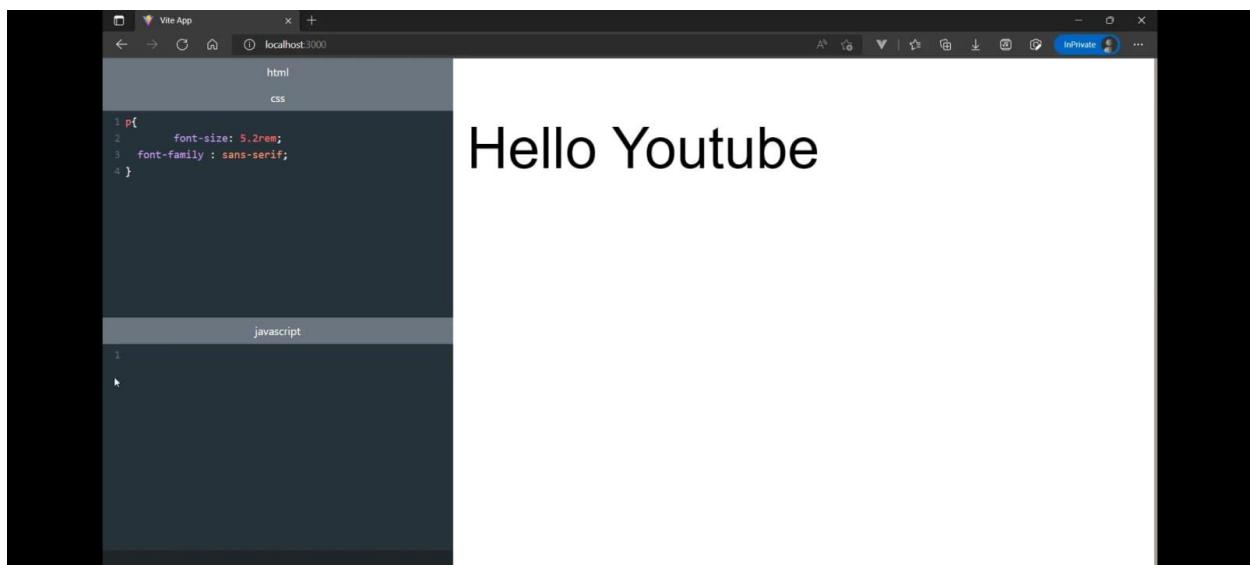 Vite App
localhost:3000
InPrivate
html
css
1 p{
2 font-size: 5.2rem;
3 font-family : sans-serif;
4 }
javascript
1
Hello Youtube